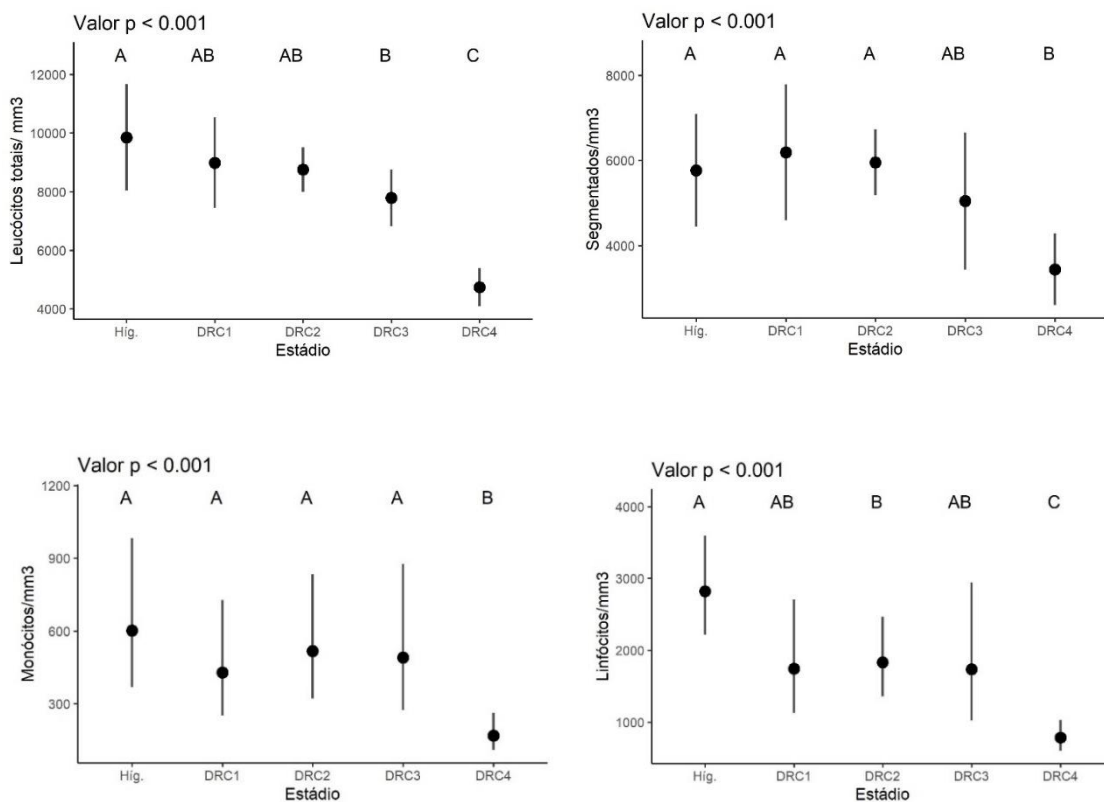 Valor p < 0.001
A AB AB B C
12000
10000
8000
6000
4000
Leucócitos totais/ mm3
Híg. DRC1 DRC2 DRC3 DRC4
Estádio
Valor p < 0.001
A A A AB B
8000
6000
4000
Segmentados/mm3
Híg. DRC1 DRC2 DRC3 DRC4
Estádio
Valor p < 0.001
A A A A B
1200
900
600
300
Monócitos/mm3
Híg. DRC1 DRC2 DRC3 DRC4
Estádio
Valor p < 0.001
A AB B AB C
4000
3000
2000
1000
Linfócitos/mm3
Híg. DRC1 DRC2 DRC3 DRC4
Estádio